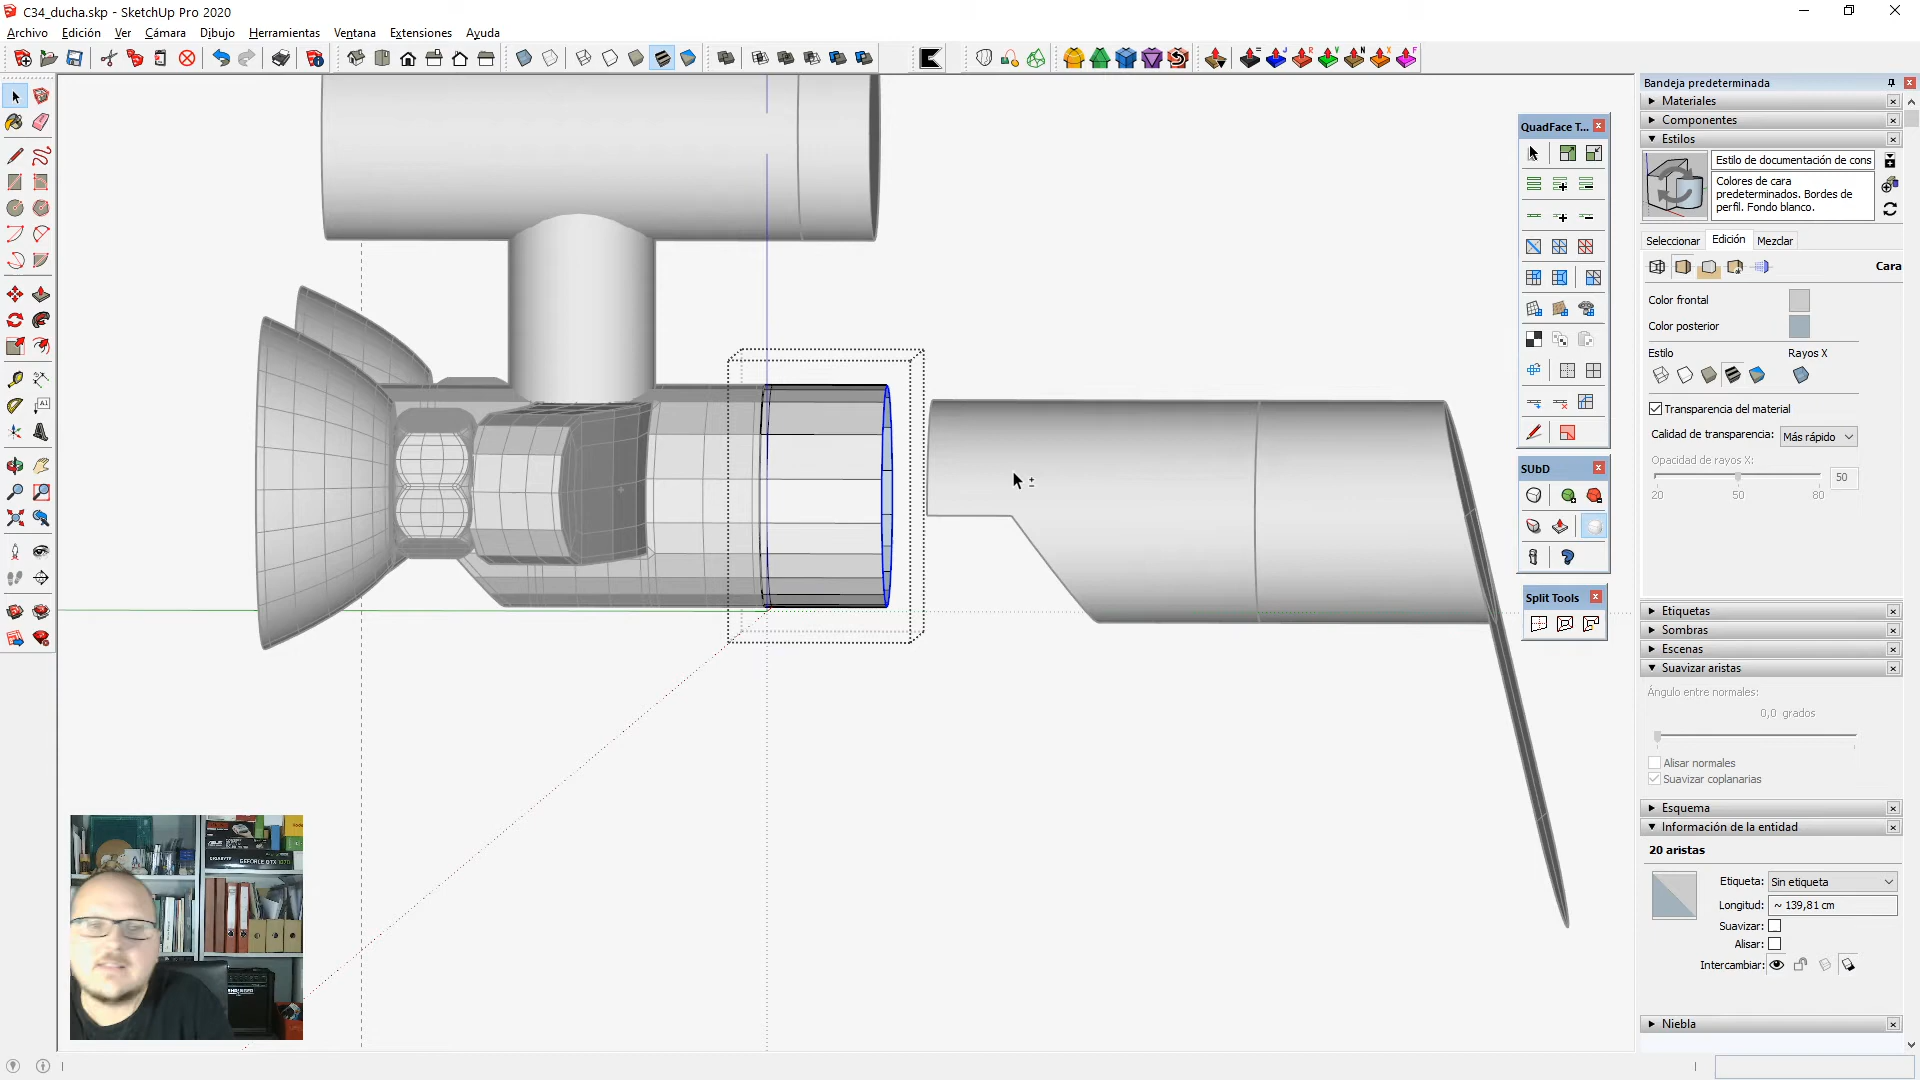 C34_ducha.skp - SketchUp Pro 2020
Archivo Edición Ver Cámara Dibujo Herramientas Ventana Extensiones Ayuda
Bandeja predeterminada
Materiales
Componentes
Estilos
Estilo de documentación de cons
Colores de cara
predeterminados. Bordes de
perfil. Fondo blanco.
Seleccionar Edición Mezclar
Cara
Color frontal
Color posterior
Estilo Rayos X
Transparencia del material
Calidad de transparencia: Más rápido
Opacidad de rayos X:
50
20 50 80
Etiquetas
Sombras
Escenas
Suavizar aristas
Ángulo entre normales:
0,0 grados
Alisar normales
Suavizar coplanarias
Esquema
Información de la entidad
20 aristas
Etiqueta: Sin etiqueta
Longitud: ~ 139,81 cm
Suavizar:
Alisar:
Intercambiar:
Niebla
QuadFace T...
SUbD
Split Tools
GIGABYTE
GEFORCE GTX 1070